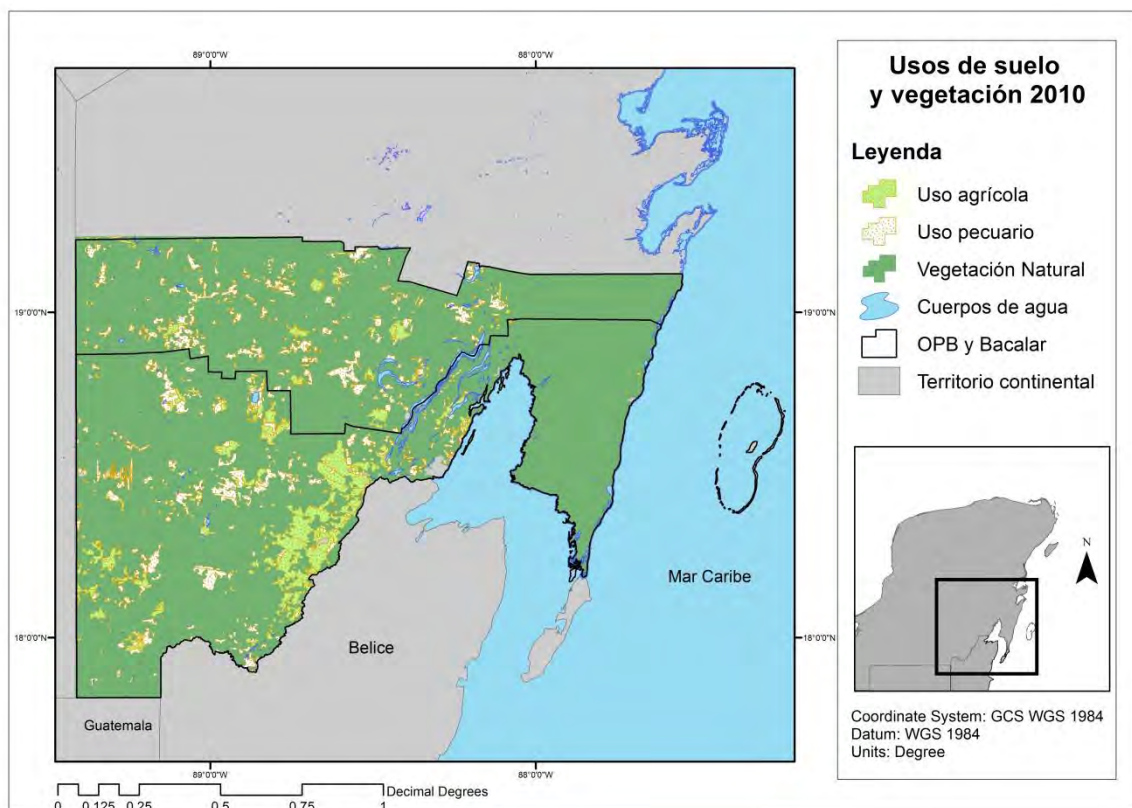 Usos de suelo
y vegetación 2010
Leyenda
Uso agrícola
Uso pecuario
Vegetación Natural
Cuerpos de agua
OPB y Bacalar
Territorio continental
89°0'0"W
88°0'0"W
19°0'0"N
19°0'0"N
18°0'0"N
18°0'0"N
Mar Caribe
Belice
Guatemala
89°0'0"W
88°0'0"W
N
Coordinate System: GCS WGS 1984
Datum: WGS 1984
Units: Degree
Decimal Degrees
0 0.125 0.25 0.5 0.75 1